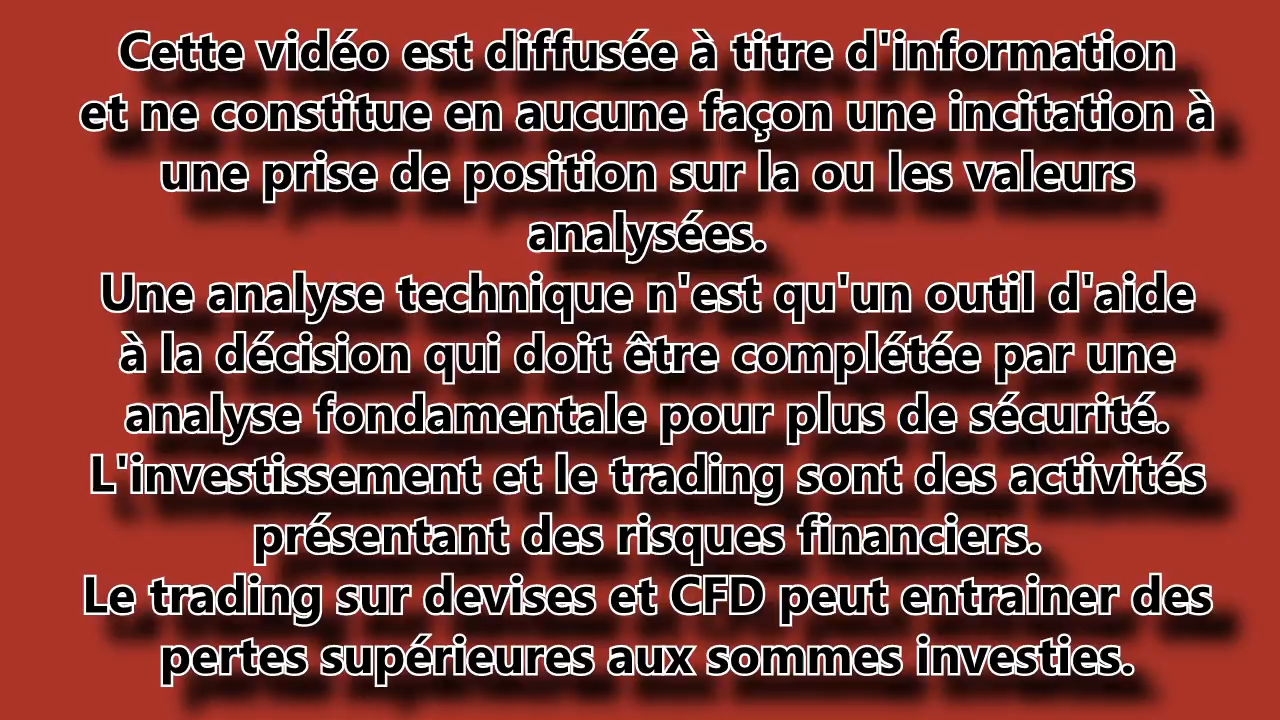 Cette vidéo est diffusée à titre d'information
et ne constitue en aucune façon une incitation à
une prise de position sur la ou les valeurs
analysées.
Une analyse technique n'est qu'un outil d'aide
à la décision qui doit être complétée par une
analyse fondamentale pour plus de sécurité.
L'investissement et le trading sont des activités
présentant des risques financiers.
Le trading sur devises et CFD peut entrainer des
pertes supérieures aux sommes investies.